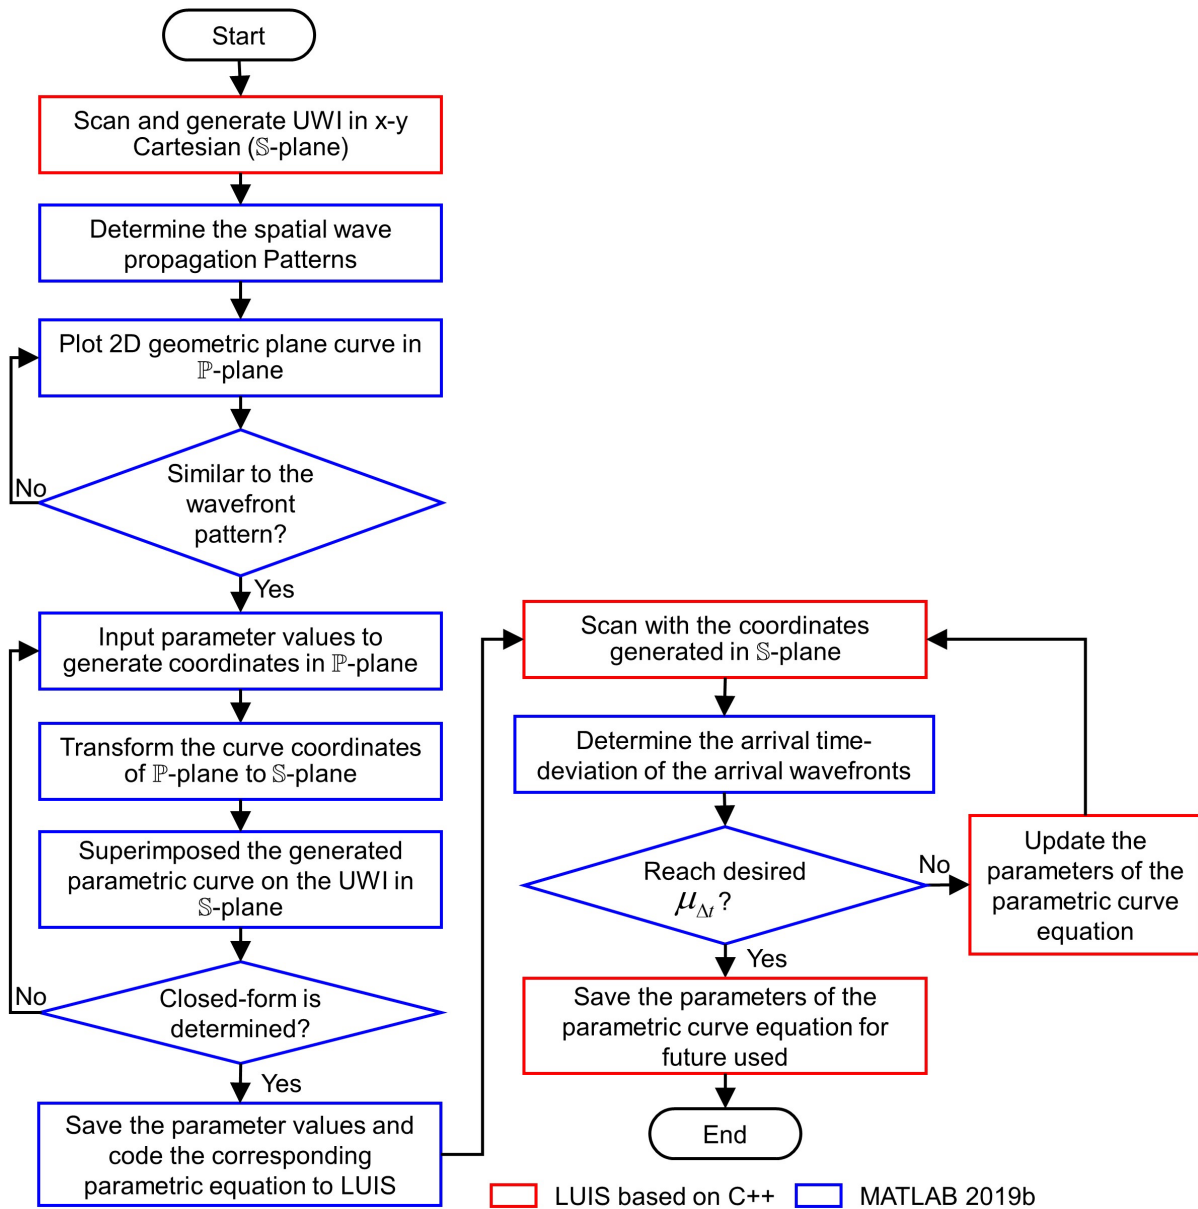 Start
Scan and generate UWI in x-y
Cartesian (𝕊-plane)
Determine the spatial wave
propagation Patterns
Plot 2D geometric plane curve in
ℙ-plane
Similar to the
wavefront
pattern?
No
Yes
Input parameter values to
generate coordinates in ℙ-plane
Transform the curve coordinates
of ℙ-plane to 𝕊-plane
Superimposed the generated
parametric curve on the UWI in
𝕊-plane
Closed-form is
determined?
No
Yes
Save the parameter values and
code the corresponding
parametric equation to LUIS
Scan with the coordinates
generated in 𝕊-plane
Determine the arrival time-
deviation of the arrival wavefronts
Reach desired
μΔt?
No
Update the
parameters of the
parametric curve
equation
Yes
Save the parameters of the
parametric curve equation for
future used
End
LUIS based on C++
MATLAB 2019b